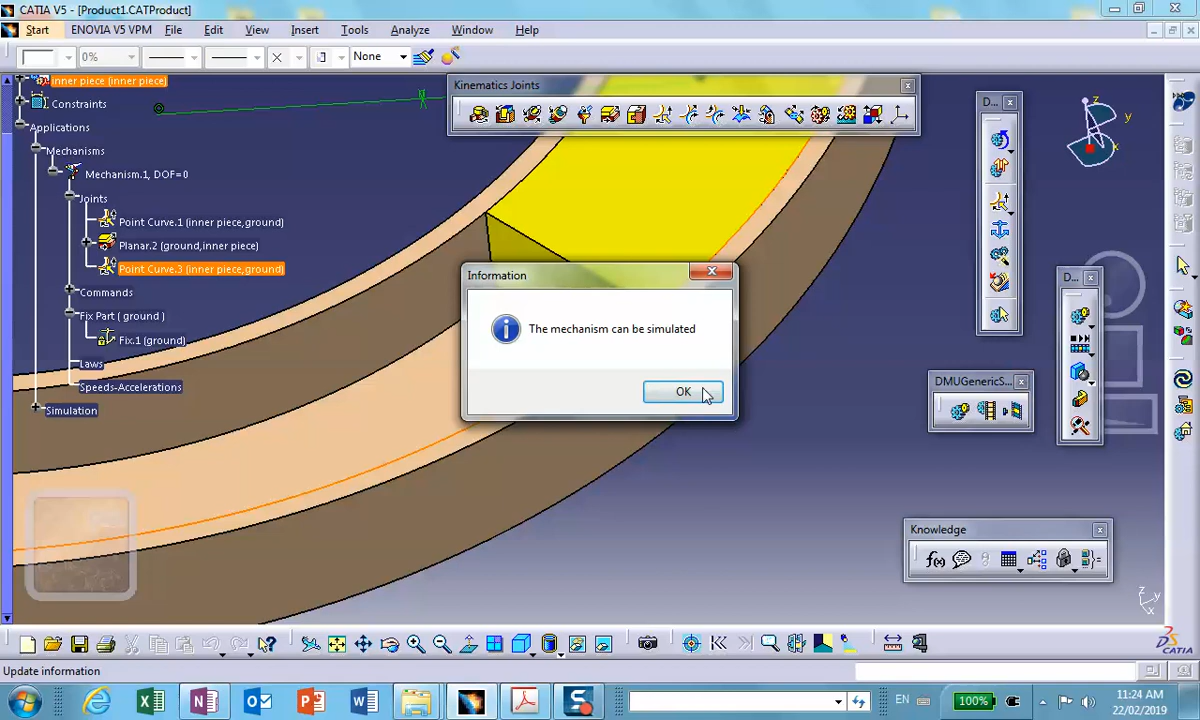 CATIA V5 - [Product1.CATProduct]
Start ENOVIA V5 VPM File Edit View Insert Tools Analyze Window Help
0% None
Kinematics Joints
D...
inner piece (inner piece)
Constraints
Applications
Mechanisms
Mechanism.1, DOF=0
Joints
Point Curve.1 (inner piece,ground)
Planar.2 (ground,inner piece)
Point Curve.3 (inner piece,ground)
Commands
Fix Part ( ground )
Fix.1 (ground)
Laws
Speeds-Accelerations
Simulation
z
y
x
Information
The mechanism can be simulated
OK
D...
DMUGenericS...
Knowledge
f(x)
z
y
x
CATIA
Update information
EN
100%
11:24 AM
22/02/2019